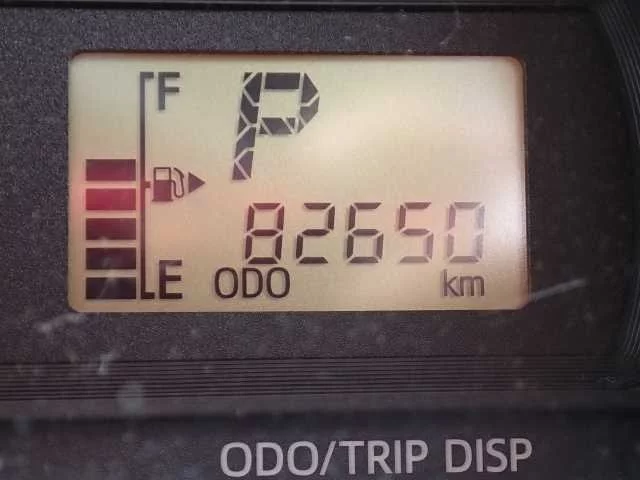 F
P
82650
E ODO km
ODO/TRIP DISP